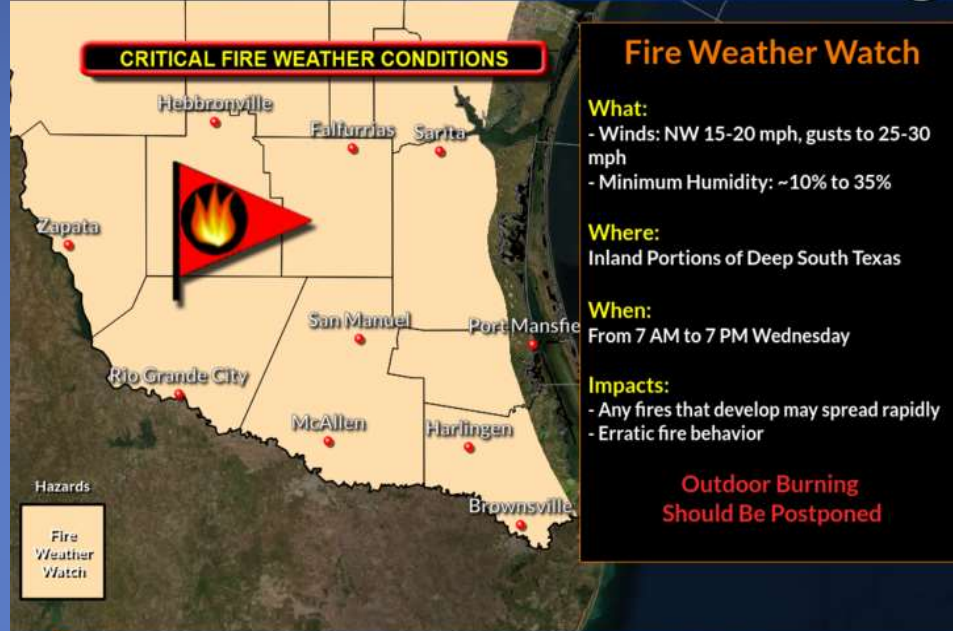 CRITICAL FIRE WEATHER CONDITIONS
Hebbronville
Falfurrias
Sarita
Zapata
San Manuel
Port Mansfie
Rio Grande City
McAllen
Harlingen
Brownsville
Hazards
Fire
Weather
Watch
Fire Weather Watch
What:
- Winds: NW 15-20 mph, gusts to 25-30
mph
- Minimum Humidity: ~10% to 35%
Where:
Inland Portions of Deep South Texas
When:
From 7 AM to 7 PM Wednesday
Impacts:
- Any fires that develop may spread rapidly
- Erratic fire behavior
Outdoor Burning
Should Be Postponed